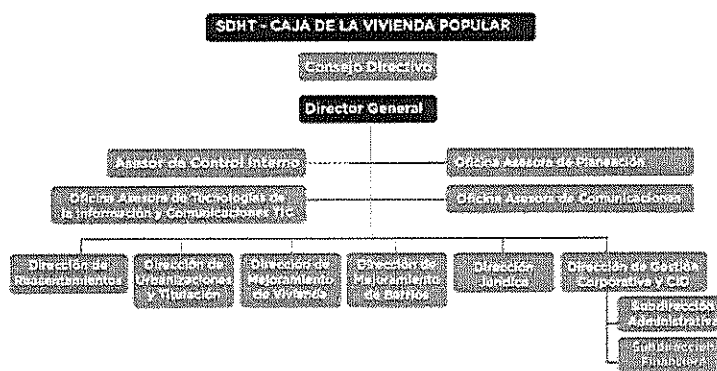 SDHT - CAJA DE LA VIVIENDA POPULAR
Consejo Directivo
Director General
Asesor de Control Interno
Oficina Asesora de Planeación
Oficina Asesora de Tecnologías de
la Información y Comunicaciones TIC
Oficina Asesora de Comunicaciones
Dirección de
Reasentamientos
Dirección de
Urbanizaciones
y Titulación
Dirección de
Mejoramiento
de Vivienda
Dirección de
Mejoramiento
de Barrios
Dirección
Jurídica
Dirección de Gestión
Corporativa y CID
Subdirección
Administrativa
Subdirección
Financiera